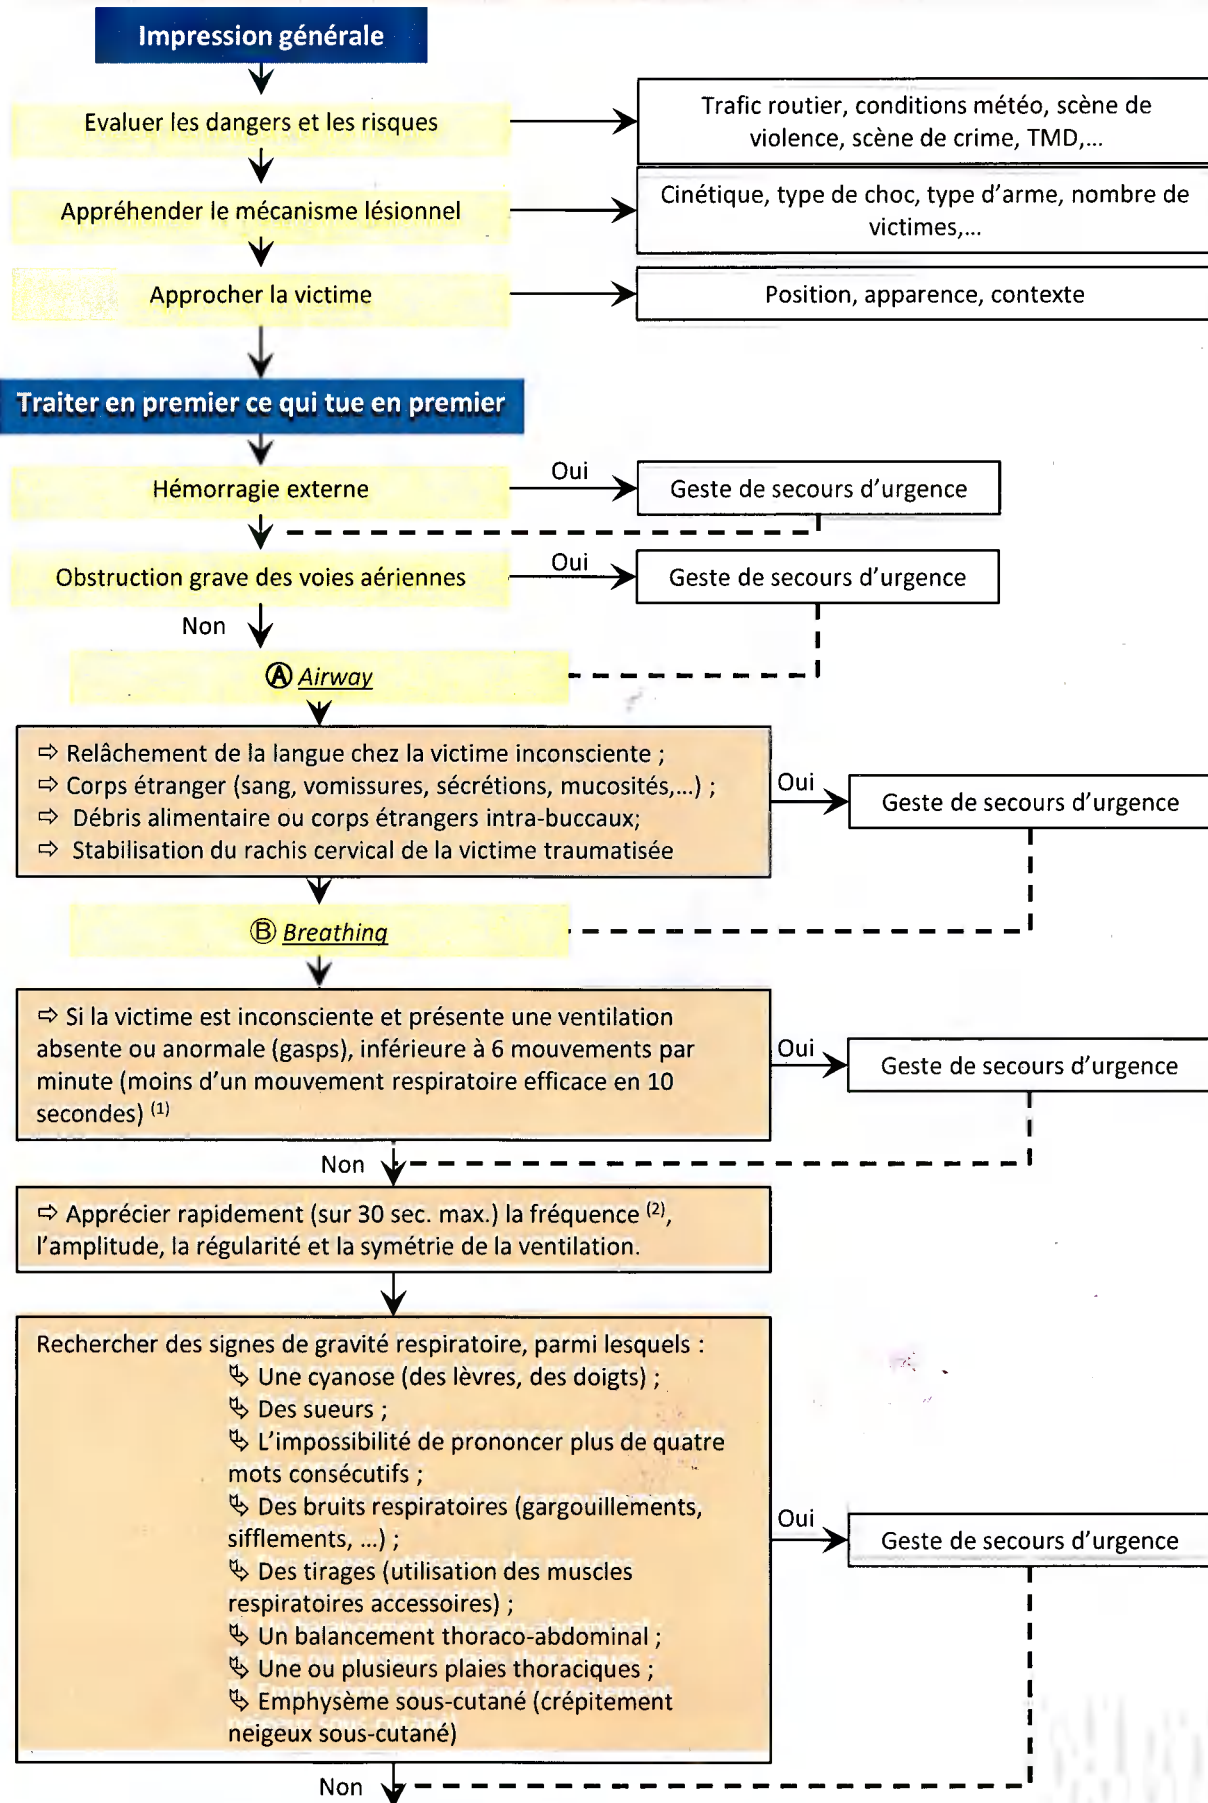 Impression générale
Evaluer les dangers et les risques
Trafic routier, conditions météo, scène de
violence, scène de crime, TMD,...
Appréhender le mécanisme lésionnel
Cinétique, type de choc, type d'arme, nombre de
victimes,...
Approcher la victime
Position, apparence, contexte
Traiter en premier ce qui tue en premier
Hémorragie externe
Oui
Geste de secours d'urgence
Obstruction grave des voies aériennes
Oui
Geste de secours d'urgence
Non
Ⓐ Airway
⇨ Relâchement de la langue chez la victime inconsciente ;
⇨ Corps étranger (sang, vomissures, sécrétions, mucosités,...) ;
⇨ Débris alimentaire ou corps étrangers intra-buccaux;
⇨ Stabilisation du rachis cervical de la victime traumatisée
Oui
Geste de secours d'urgence
Ⓑ Breathing
⇨ Si la victime est inconsciente et présente une ventilation
absente ou anormale (gasps), inférieure à 6 mouvements par
minute (moins d'un mouvement respiratoire efficace en 10
secondes) (1)
Oui
Geste de secours d'urgence
Non
⇨ Apprécier rapidement (sur 30 sec. max.) la fréquence (2),
l'amplitude, la régularité et la symétrie de la ventilation.
Rechercher des signes de gravité respiratoire, parmi lesquels :
Une cyanose (des lèvres, des doigts) ;
Des sueurs ;
L'impossibilité de prononcer plus de quatre
mots consécutifs ;
Des bruits respiratoires (gargouillements,
sifflements, ...) ;
Des tirages (utilisation des muscles
respiratoires accessoires) ;
Un balancement thoraco-abdominal ;
Une ou plusieurs plaies thoraciques ;
Emphysème sous-cutané (crépitement
neigeux sous-cutané)
Oui
Geste de secours d'urgence
Non